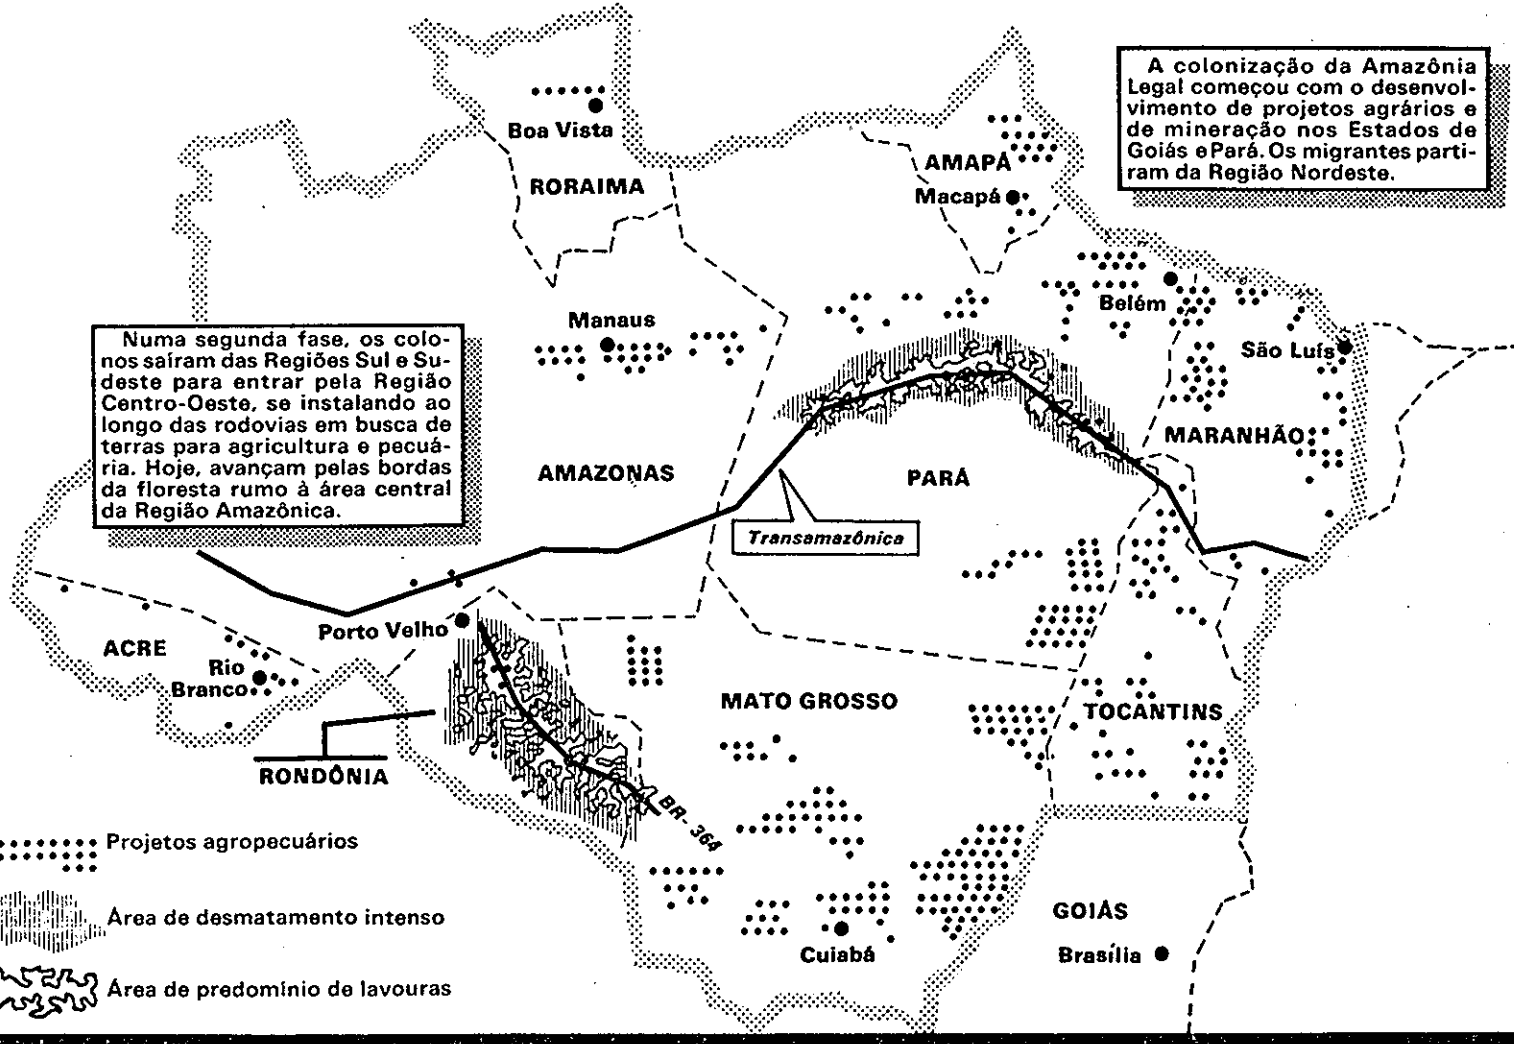 A colonização da Amazônia
Legal começou com o desenvol-
vimento de projetos agrários e
de mineração nos Estados de
Goiás e Pará. Os migrantes parti-
ram da Região Nordeste.
Boa Vista
RORAIMA
AMAPÁ
Macapá
Belém
Manaus
São Luís
Numa segunda fase, os colo-
nos saíram das Regiões Sul e Su-
deste para entrar pela Região
Centro-Oeste, se instalando ao
longo das rodovias em busca de
terras para agricultura e pecuá-
ria. Hoje, avançam pelas bordas
da floresta rumo à área central
da Região Amazônica.
MARANHÃO
AMAZONAS
PARÁ
Transamazônica
Porto Velho
ACRE
Rio
Branco
MATO GROSSO
TOCANTINS
RONDÔNIA
BR-364
Projetos agropecuários
Área de desmatamento intenso
Área de predomínio de lavouras
GOIÁS
Brasília
Cuiabá